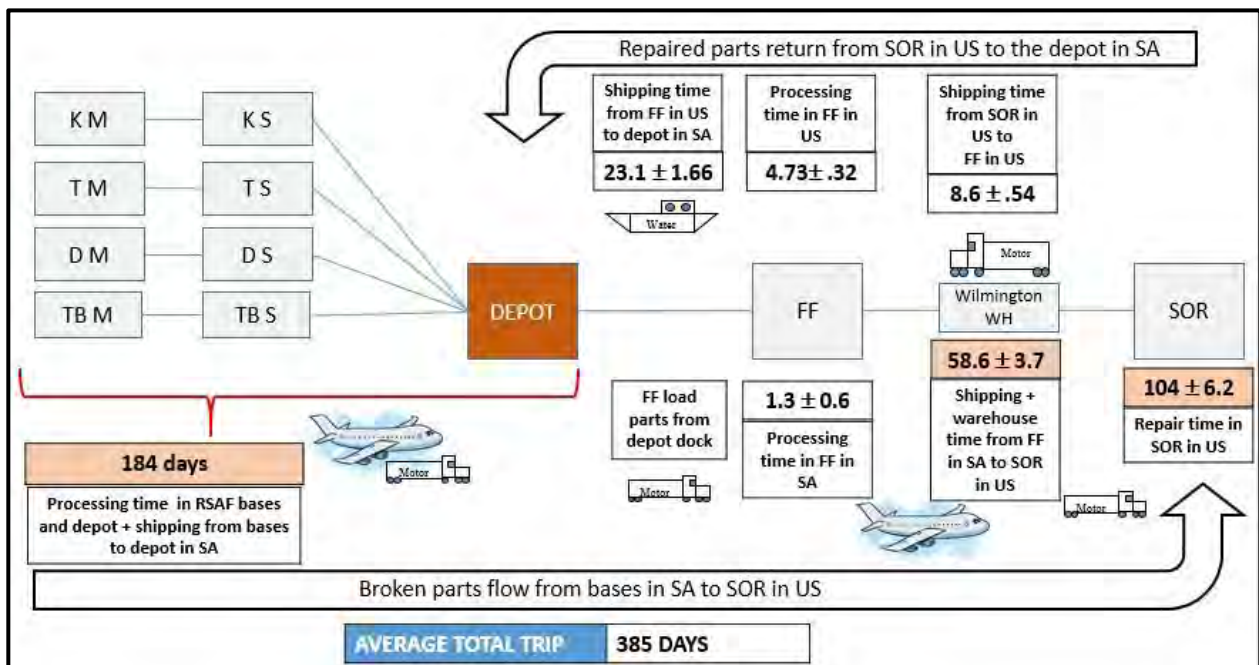 Repaired parts return from SOR in US to the depot in SA
K M
K S
T M
T S
D M
D S
TB M
TB S
Shipping time
from FF in US
to depot in SA
23.1 ± 1.66
Water
Processing
time in FF in
US
4.73± .32
Shipping time
from SOR in
US to
FF in US
8.6 ± .54
Motor
DEPOT
FF
Wilmington
WH
SOR
184 days
Processing time in RSAF bases
and depot + shipping from bases
to depot in SA
Motor
FF load
parts from
depot dock
Motor
1.3 ± 0.6
Processing
time in FF in
SA
58.6 ± 3.7
Shipping +
warehouse
time from FF
in SA to SOR
in US
Motor
104 ± 6.2
Repair time in
SOR in US
Broken parts flow from bases in SA to SOR in US
AVERAGE TOTAL TRIP
385 DAYS